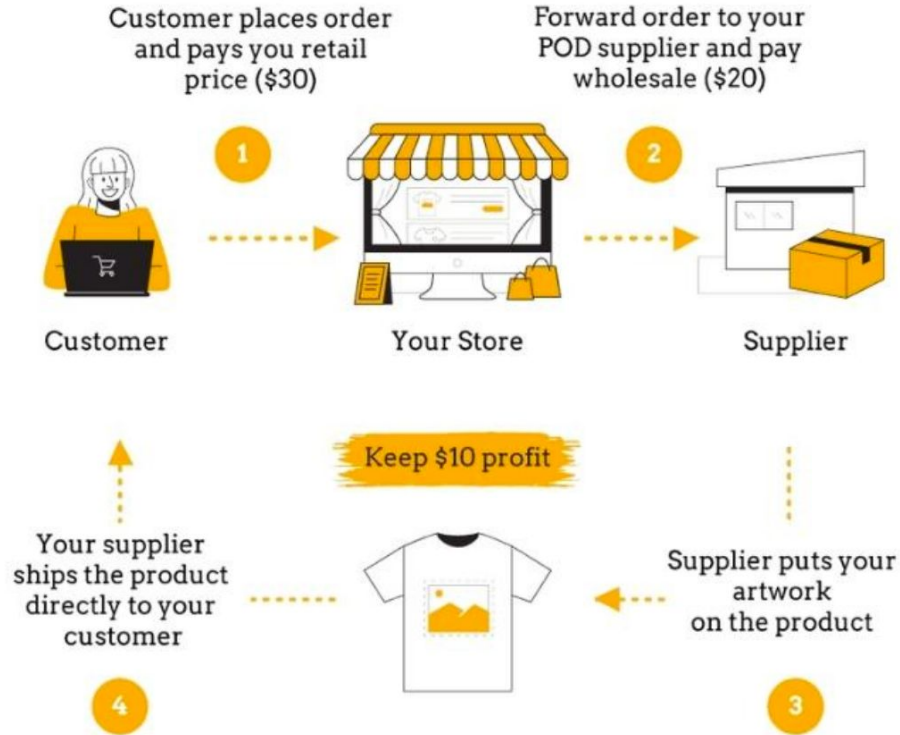 Customer places order
and pays you retail
price ($30)
Forward order to your
POD supplier and pay
wholesale ($20)
1
2
Customer
Your Store
Supplier
Keep $10 profit
Supplier puts your
artwork
on the product
3
Your supplier
ships the product
directly to your
customer
4